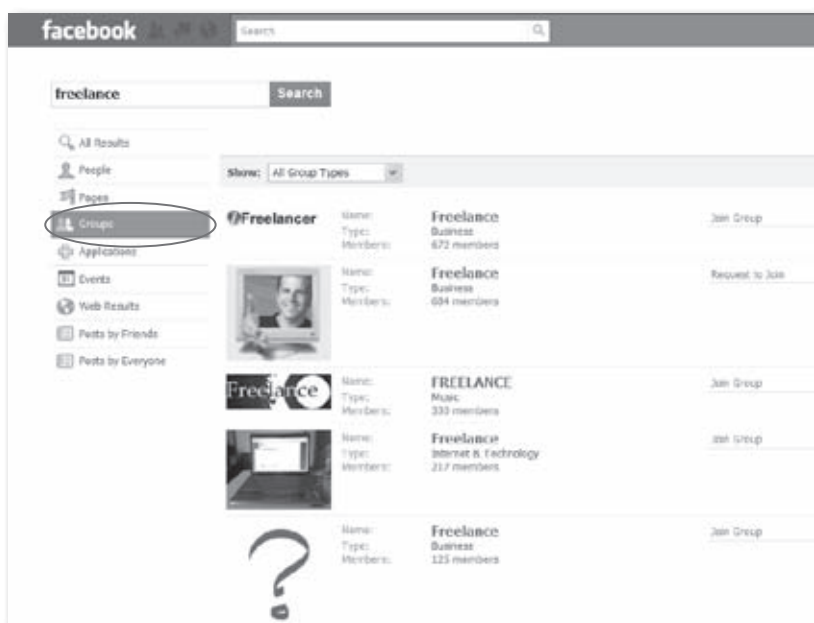 facebook
Search
freelance
Search
All Results
People
Pages
Groups
Applications
Events
Web Results
Posts by Friends
Posts by Everyone
Show: All Group Types
Freelancer
Name: Freelance Join Group
Type: Business
Members: 672 members
Name: Freelance Request to Join
Type: Business
Members: 604 members
Freelance
Name: FREELANCE Join Group
Type: Music
Members: 333 members
Name: Freelance Join Group
Type: Internet & Technology
Members: 217 members
?
Name: Freelance Join Group
Type: Business
Members: 125 members